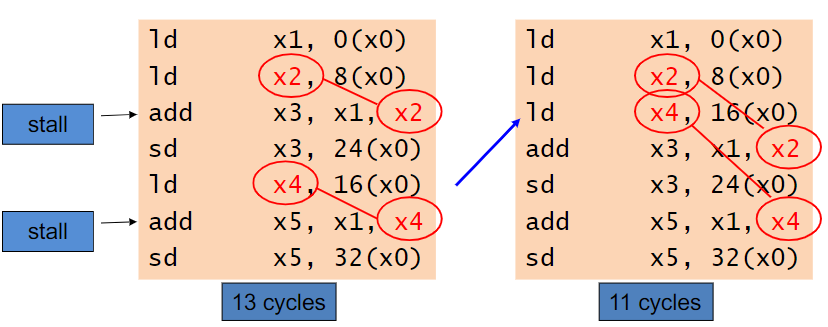 ld x1, 0(x0)
ld x2, 8(x0)
stall
add x3, x1, x2
sd x3, 24(x0)
ld x4, 16(x0)
stall
add x5, x1, x4
sd x5, 32(x0)
13 cycles
ld x1, 0(x0)
ld x2, 8(x0)
ld x4, 16(x0)
add x3, x1, x2
sd x3, 24(x0)
add x5, x1, x4
sd x5, 32(x0)
11 cycles